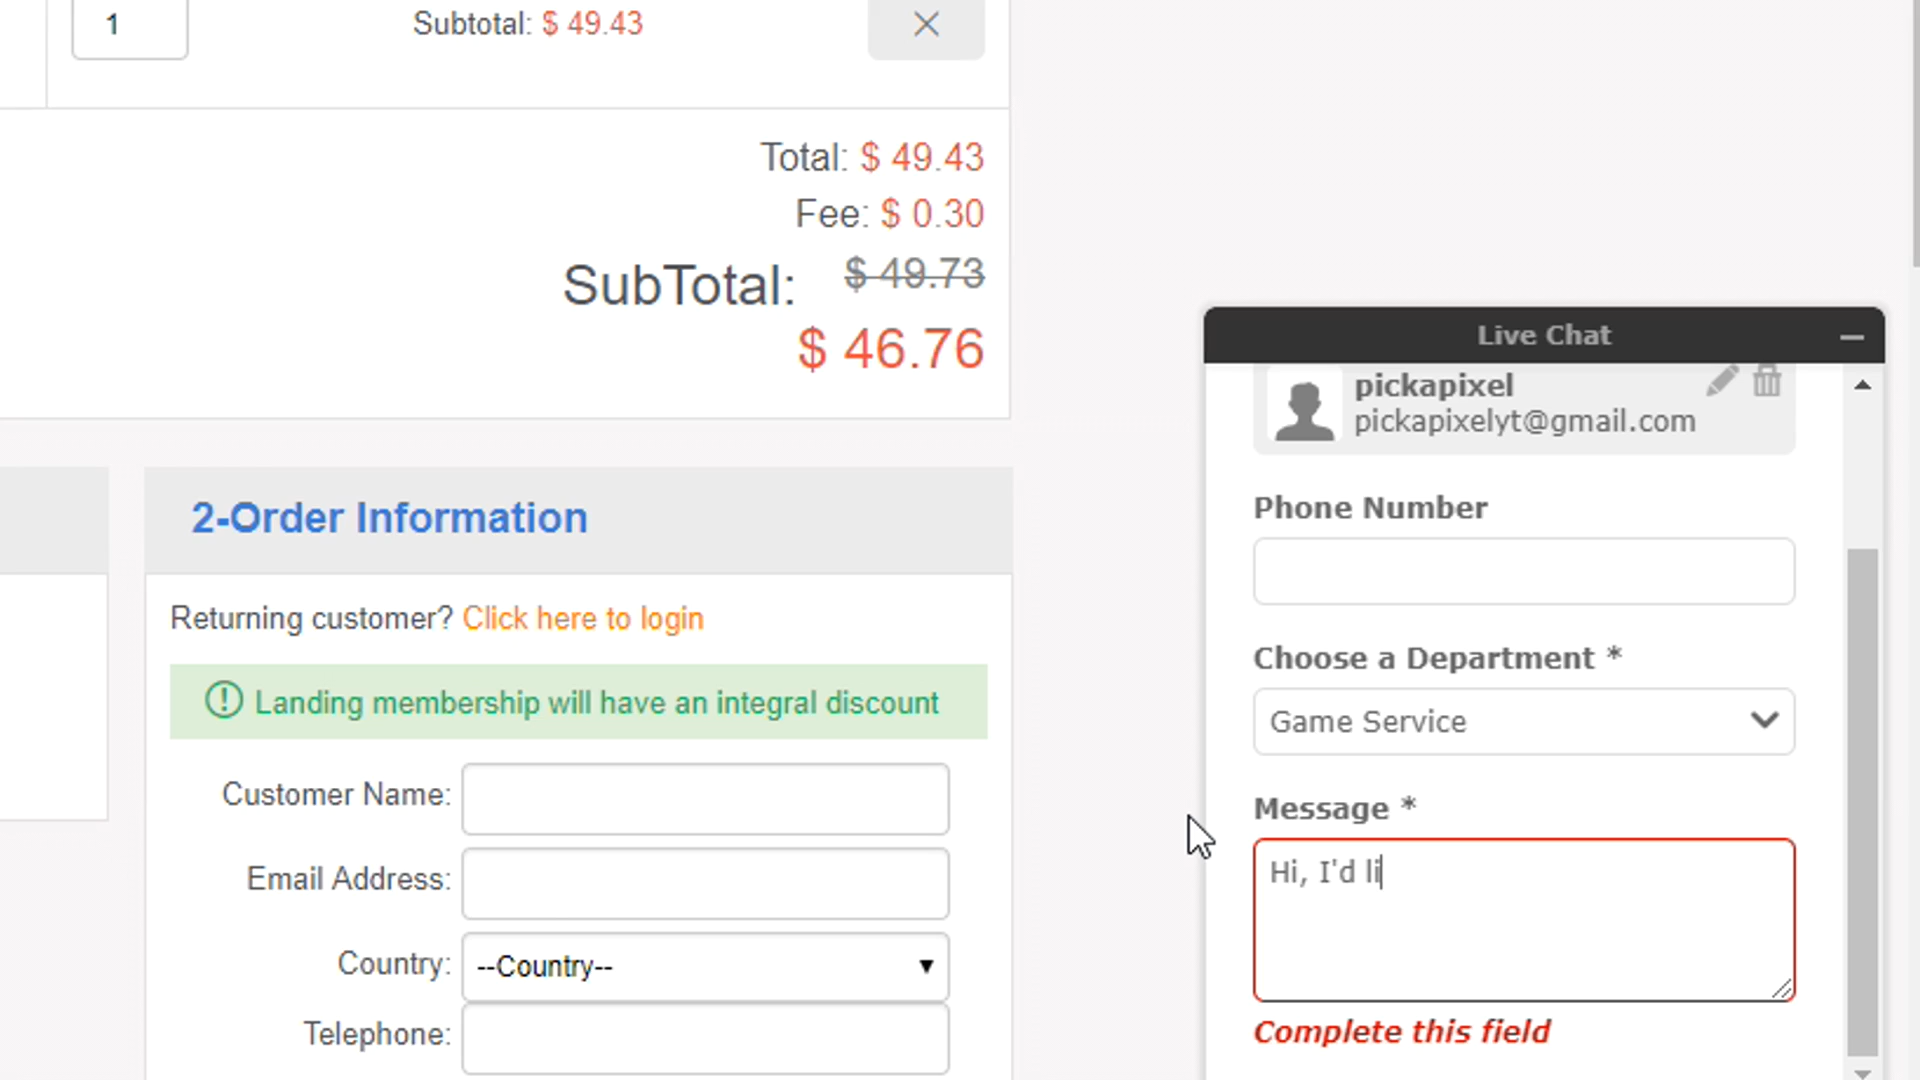 1
Subtotal: $ 49.43
Total: $ 49.43
Fee: $ 0.30
SubTotal: $ 49.73
$ 46.76
2-Order Information
Returning customer? Click here to login
Landing membership will have an integral discount
Customer Name:
Email Address:
Country: --Country--
Telephone:
Live Chat
pickapixel
pickapixelyt@gmail.com
Phone Number
Choose a Department *
Game Service
Message *
Hi, I'd li
Complete this field